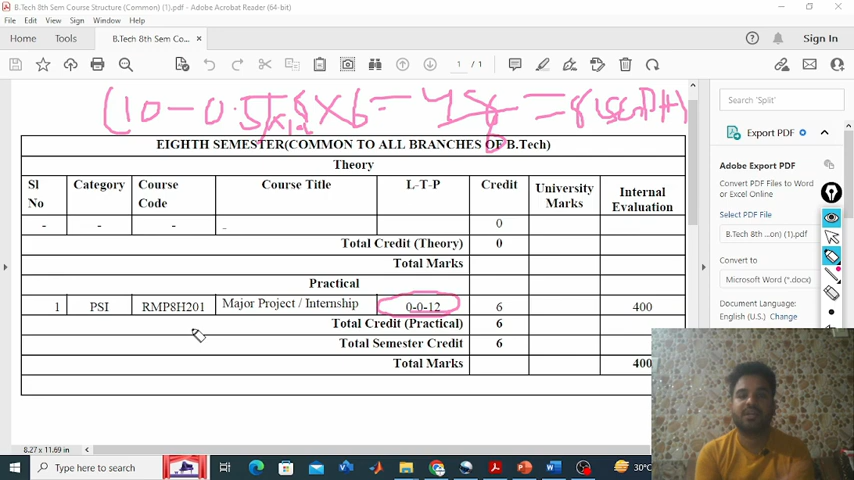 B.Tech 8th Sem Course Structure (Common) (1).pdf - Adobe Acrobat Reader (64-bit)
File Edit View Sign Window Help
Home Tools B.Tech 8th Sem Co... × Sign In
1 / 1
Search 'Split'
EIGHTH SEMESTER(COMMON TO ALL BRANCHES OF B.Tech)
Theory
Sl No Category Course Code Course Title L-T-P Credit University Marks Internal Evaluation
- - - - 0
Total Credit (Theory) 0
Total Marks
Practical
1 PSI RMP8H201 Major Project / Internship 0-0-12 6 400
Total Credit (Practical) 6
Total Semester Credit 6
Total Marks 400
8.27 x 11.69 in
Export PDF
Adobe Export PDF
Convert PDF Files to Word or Excel Online
Select PDF File
B.Tech 8th ...on) (1).pdf
Convert to
Microsoft Word (*.docx)
Document Language:
English (U.S.) Change
Type here to search
30°C